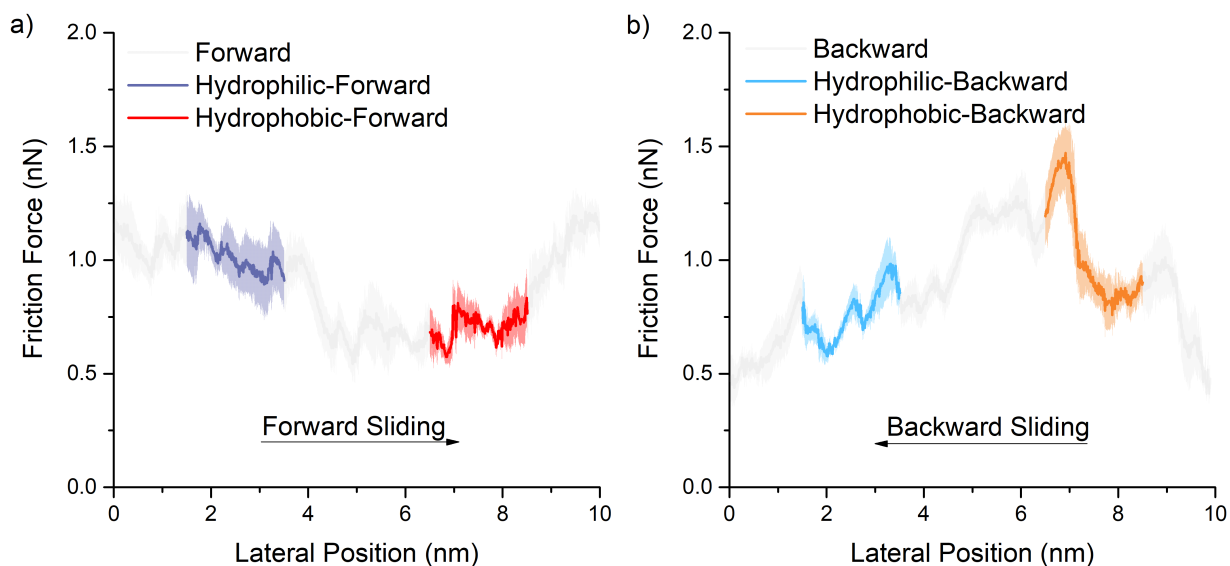 a)
2.0
1.5
1.0
0.5
0.0
Friction Force (nN)
Forward
Hydrophilic-Forward
Hydrophobic-Forward
Forward Sliding
0 2 4 6 8 10
Lateral Position (nm)
b)
2.0
1.5
1.0
0.5
0.0
Friction Force (nN)
Backward
Hydrophilic-Backward
Hydrophobic-Backward
Backward Sliding
0 2 4 6 8 10
Lateral Position (nm)